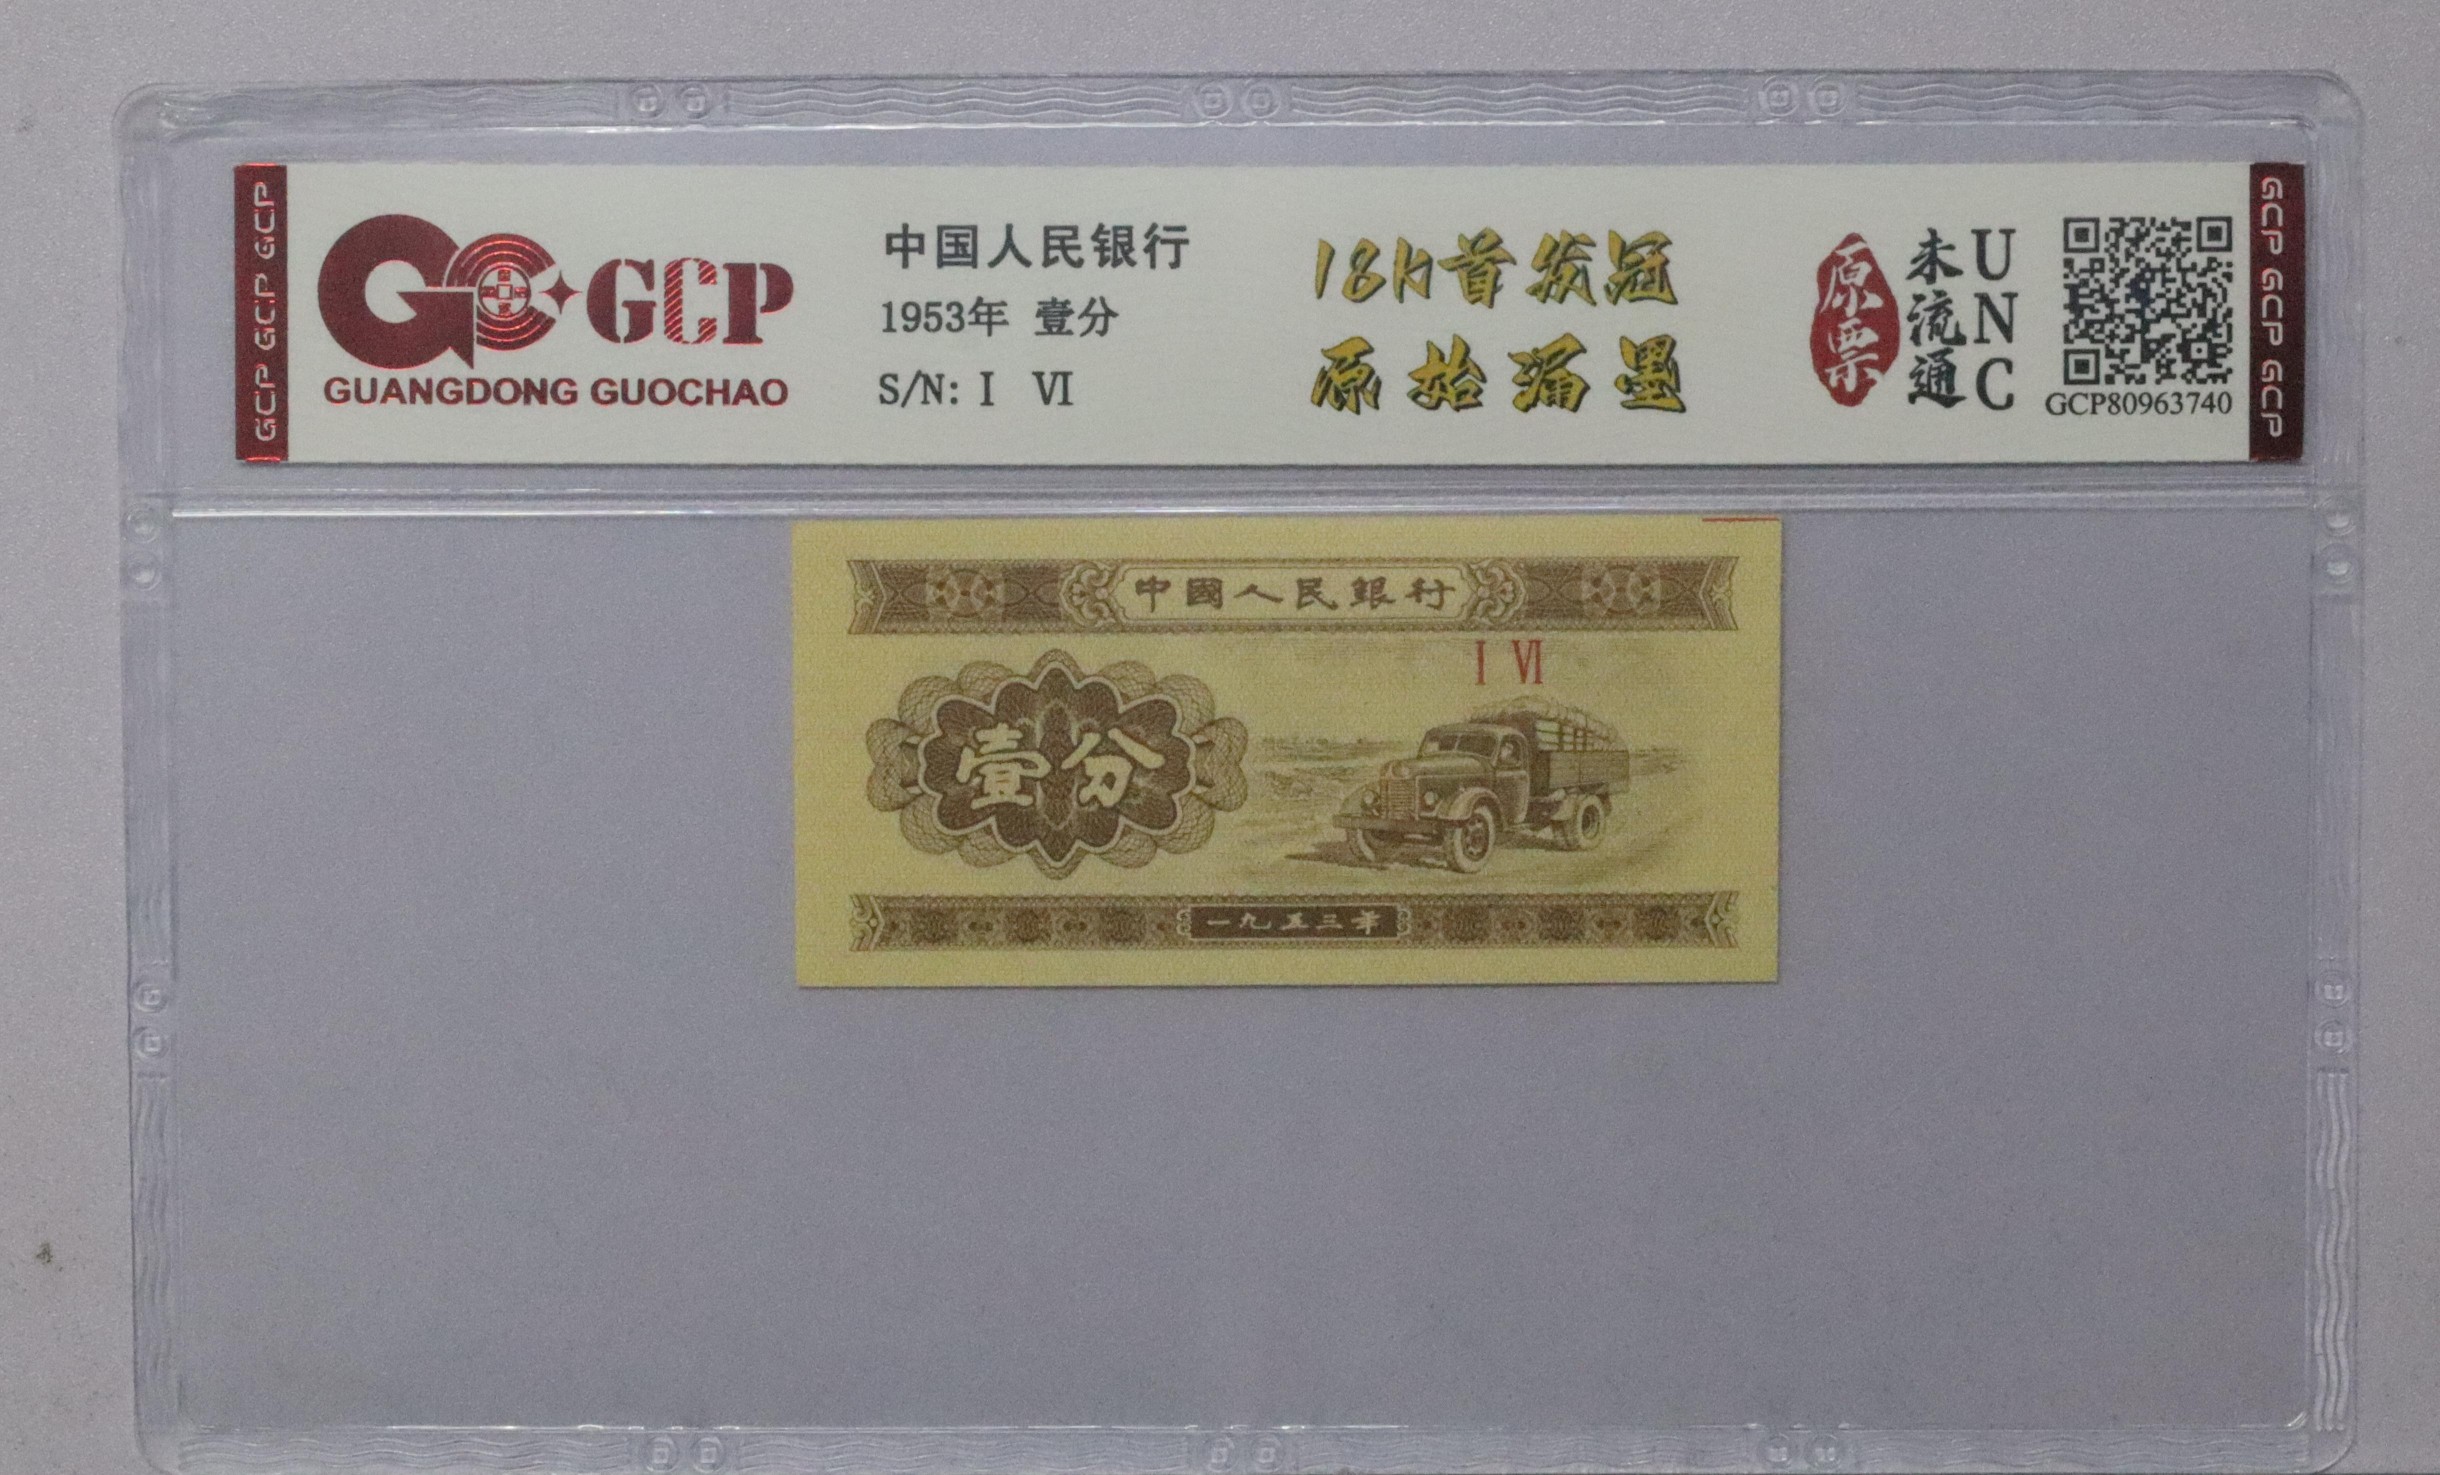 GCP GCP GCP
GCP
GUANGDONG GUOCHAO
中国人民银行
1953年 壹分
S/N: I VI
18K首发冠
原始漏墨
原票
未流通
UNC
GCP80963740
GCP GCP GCP
中國人民銀行
I VI
壹分
一九五三年